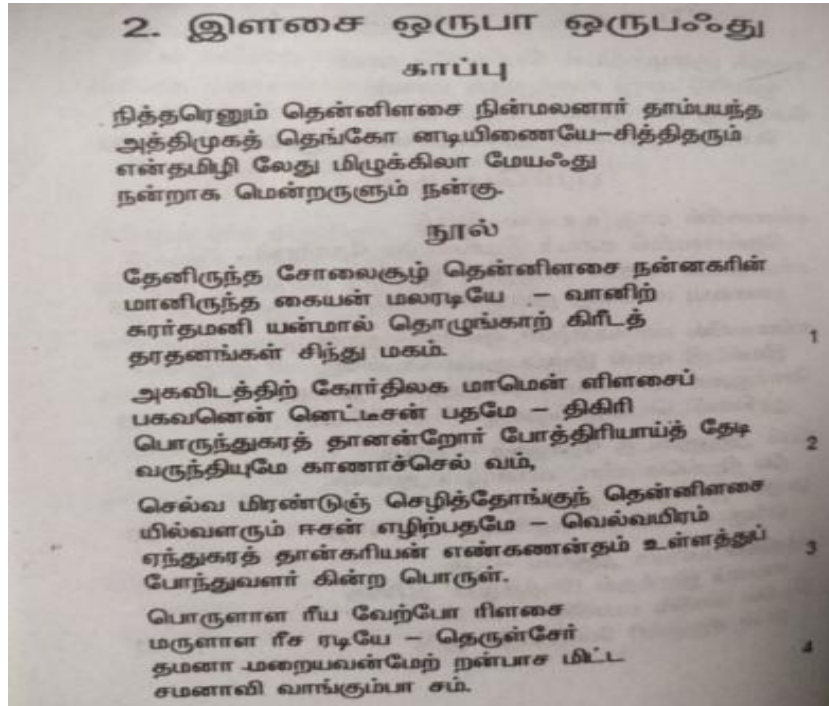 2. இளசை ஒருபா ஒருபஃது
காப்பு
நித்தரெனும் தென்னிளசை நின்மலனார் தாம்பயந்த
அத்திமுகத் தெங்கோ னடியிணையே-சித்திதரும்
என்தமிழி லேது மிழுக்கிலா மேயஃது
நன்றாக மென்றருளும் நன்கு.
நூல்
தேனிருந்த சோலைசூழ் தென்னிளசை நன்னகரின்
மானிருந்த கையன் மலரடியே - வானிற்
சுரர்தமனி யன்மால் தொழுங்காற் கிரீடத்
தரதனங்கள் சிந்து மகம். 1
அகவிடத்திற் கோர்திலக மாமென் ளிளசைப்
பகவனென் னெட்டீசன் பதமே - திகிரி
பொருந்துகரத் தானன்றோர் போத்திரியாய்த் தேடி
வருந்தியுமே காணாச்செல் வம், 2
செல்வ மிரண்டுஞ் செழித்தோங்குந் தென்னிளசை
யில்வளரும் ஈசன் எழிற்பதமே - வெல்வயிரம்
ஏந்துகரத் தான்கரியன் எண்கணன்தம் உள்ளத்துப்
போந்துவளர் கின்ற பொருள். 3
பொருளாள ரீய வேற்போ ரிளசை
மருளாள ரீச ரடியே - தெருள்சேர்
தமனா மறையவன்மேற் றன்பாச மிட்ட
சமனாவி வாங்கும்பா சம். 4